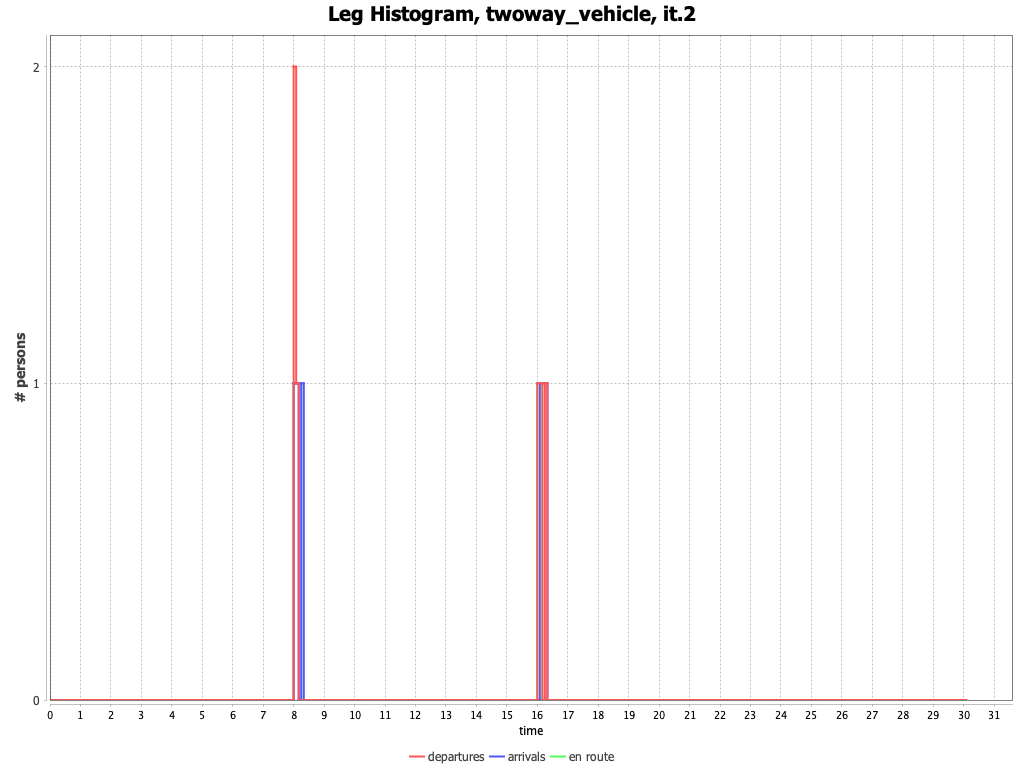 Leg Histogram, twoway_vehicle, it.2
# persons
2
1
0
0 1 2 3 4 5 6 7 8 9 10 11 12 13 14 15 16 17 18 19 20 21 22 23 24 25 26 27 28 29 30 31
time
departures arrivals en route